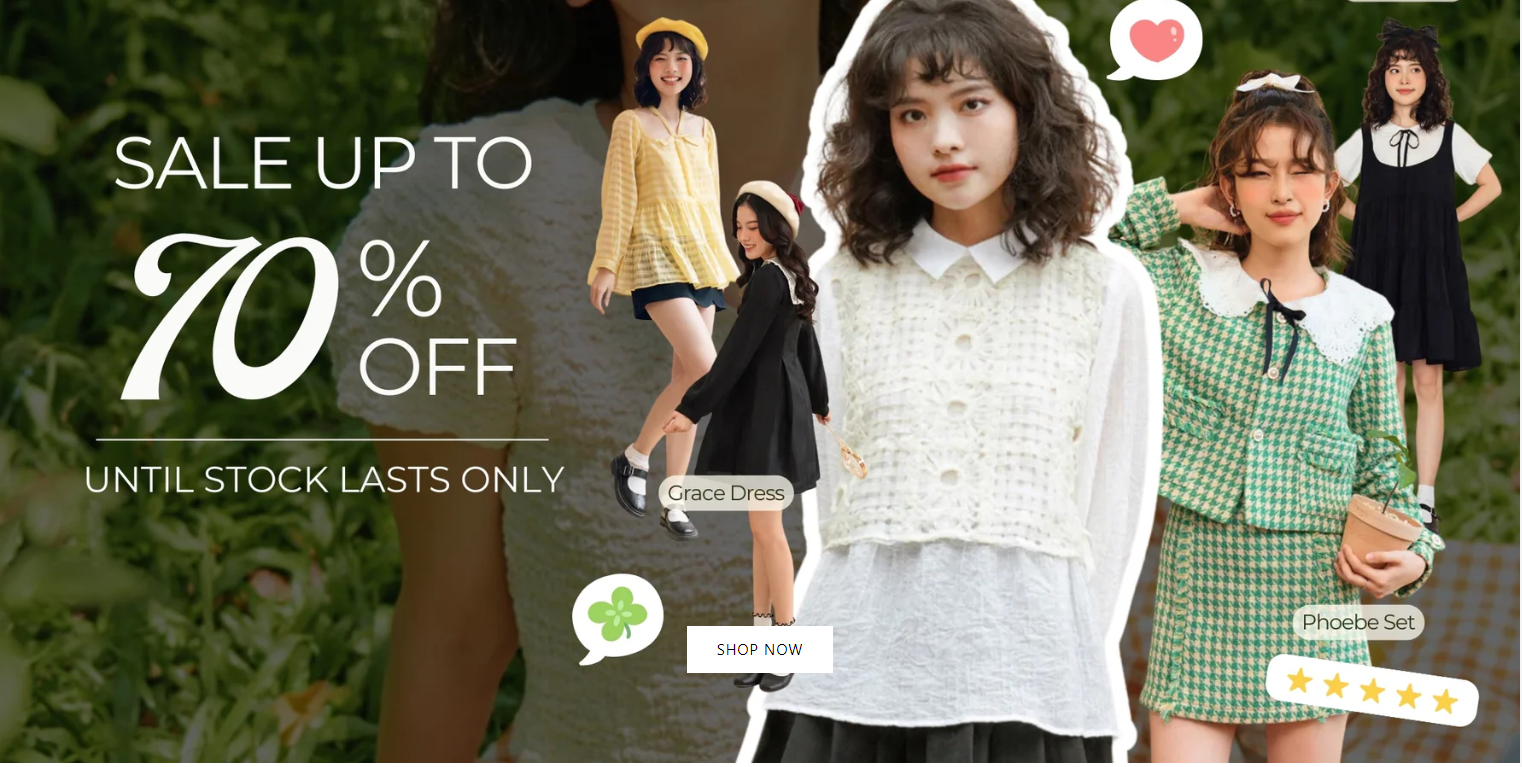 SALE UP TO
70%
OFF
UNTIL STOCK LASTS ONLY
Grace Dress
SHOP NOW
Phoebe Set